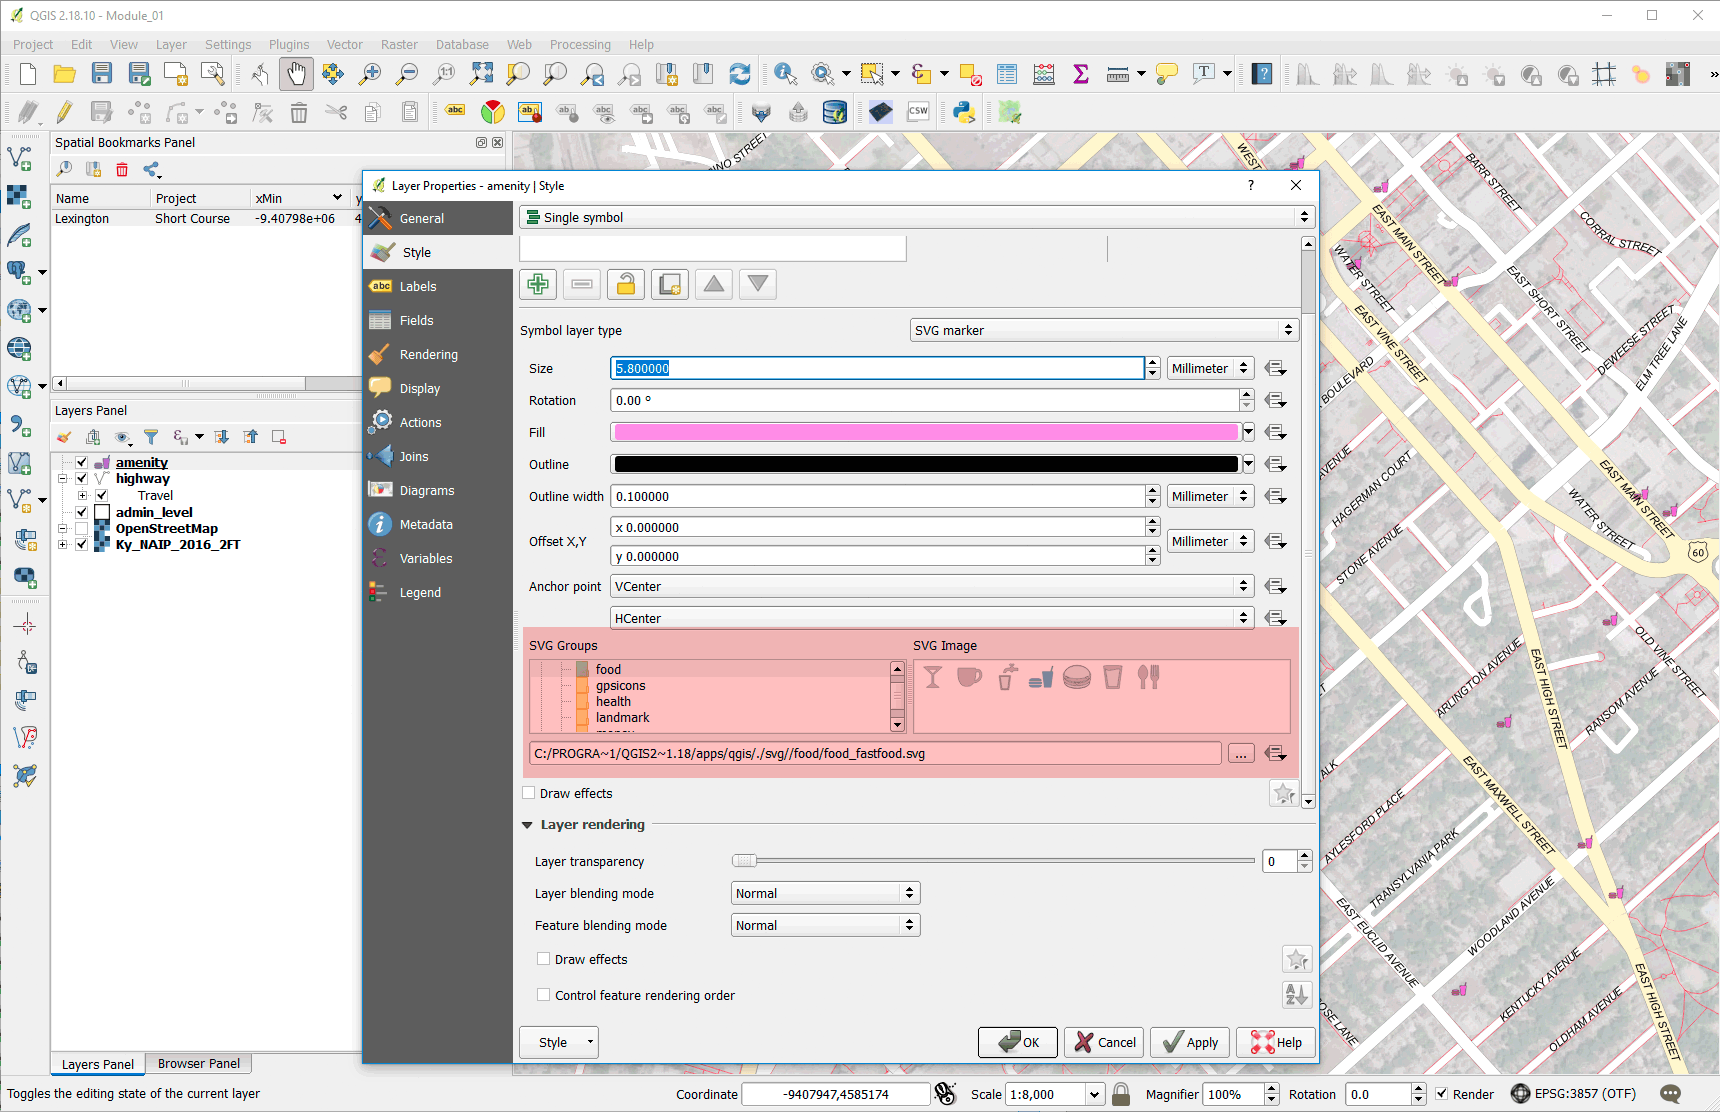 QGIS 2.18.10 - Module_01
Project Edit View Layer Settings Plugins Vector Raster Database Web Processing Help
Spatial Bookmarks Panel
Name Project xMin y
Lexington Short Course -9.40798e+06 4
Layers Panel
amenity
highway
Travel
admin_level
OpenStreetMap
Ky_NAIP_2016_2FT
Layers Panel Browser Panel
Layer Properties - amenity | Style
General
Style
Labels
Fields
Rendering
Display
Actions
Joins
Diagrams
Metadata
Variables
Legend
Single symbol
Symbol layer type SVG marker
Size 5.800000 Millimeter
Rotation 0.00 °
Fill
Outline
Outline width 0.100000 Millimeter
Offset X,Y x 0.000000 Millimeter
y 0.000000
Anchor point VCenter
HCenter
SVG Groups SVG Image
food
gpsicons
health
landmark
C:/PROGRA~1/QGIS2~1.18/apps/qgis/./svg//food/food_fastfood.svg ...
Draw effects
Layer rendering
Layer transparency 0
Layer blending mode Normal
Feature blending mode Normal
Draw effects
Control feature rendering order
Style OK Cancel Apply Help
INO STREET
WEST
BARR STREET
CORRAL STREET
EAST MAIN STREET
WATER STREET
EAST SHORT STREET
EAST VINE STREET
DEWEESE STREET
ELM TREE LANE
BOULEVARD
AVENUE
HAGERMAN COURT
EAST MAIN STREET
WATER STREET
60
STONE AVENUE
OLD VINE STREET
ARLINGTON AVENUE
EAST HIGH STREET
RANSOM AVENUE
ALK
EAST MAXWELL STREET
AYLESFORD PLACE
TRANSYLVANIA PARK
EAST EUCLID AVENUE
WOODLAND AVENUE
KENTUCKY AVENUE
OLDHAM AVENUE
EAST HIGH STREET
OSE LANE
Toggles the editing state of the current layer Coordinate -9407947,4585174 Scale 1:8,000 Magnifier 100% Rotation 0.0 Render EPSG:3857 (OTF)